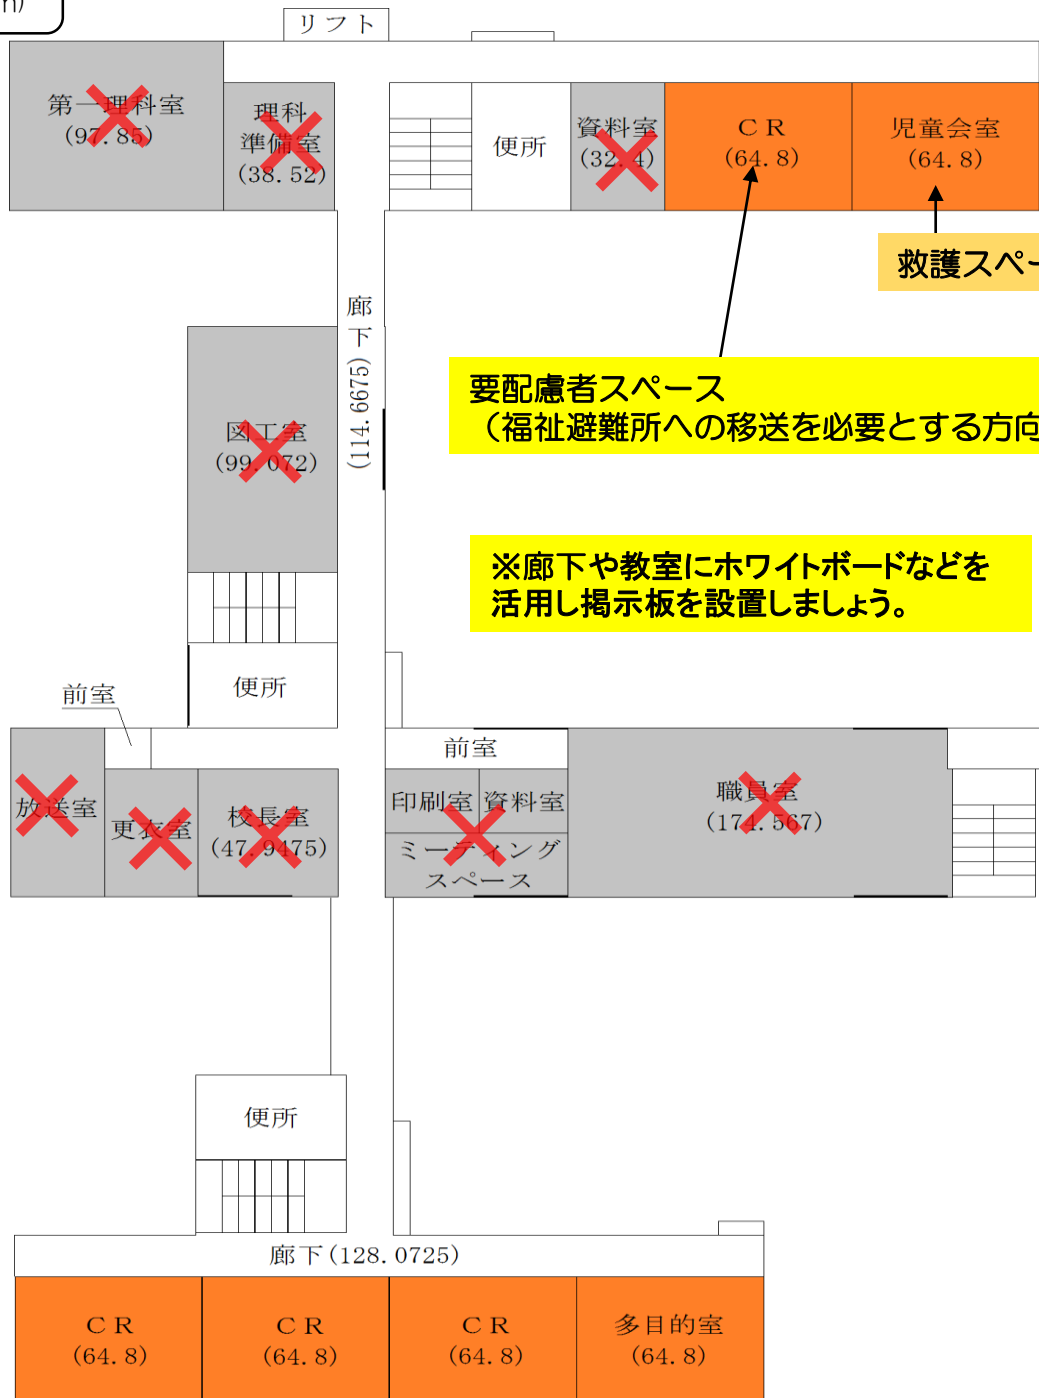 リフト
第一理科室
(97.85)
理科
準備室
(38.52)
便所
資料室
(32.4)
ＣＲ
(64.8)
児童会室
(64.8)
救護スペー
廊下
(114.6675)
要配慮者スペース
（福祉避難所への移送を必要とする方向
図工室
(99.072)
※廊下や教室にホワイトボードなどを
活用し掲示板を設置しましょう。
便所
前室
前室
放送室
更衣室
校長室
(47.9475)
印刷室
資料室
ミーティング
スペース
職員室
(174.567)
便所
廊下(128.0725)
ＣＲ
(64.8)
ＣＲ
(64.8)
ＣＲ
(64.8)
多目的室
(64.8)